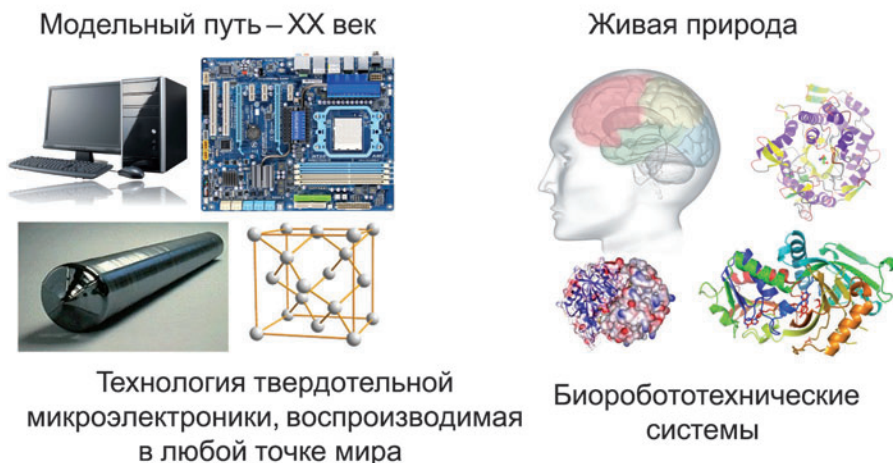 Модельный путь – XX век
Живая природа
Технология твердотельной
микроэлектроники, воспроизводимая
в любой точке мира
Биоробототехнические
системы